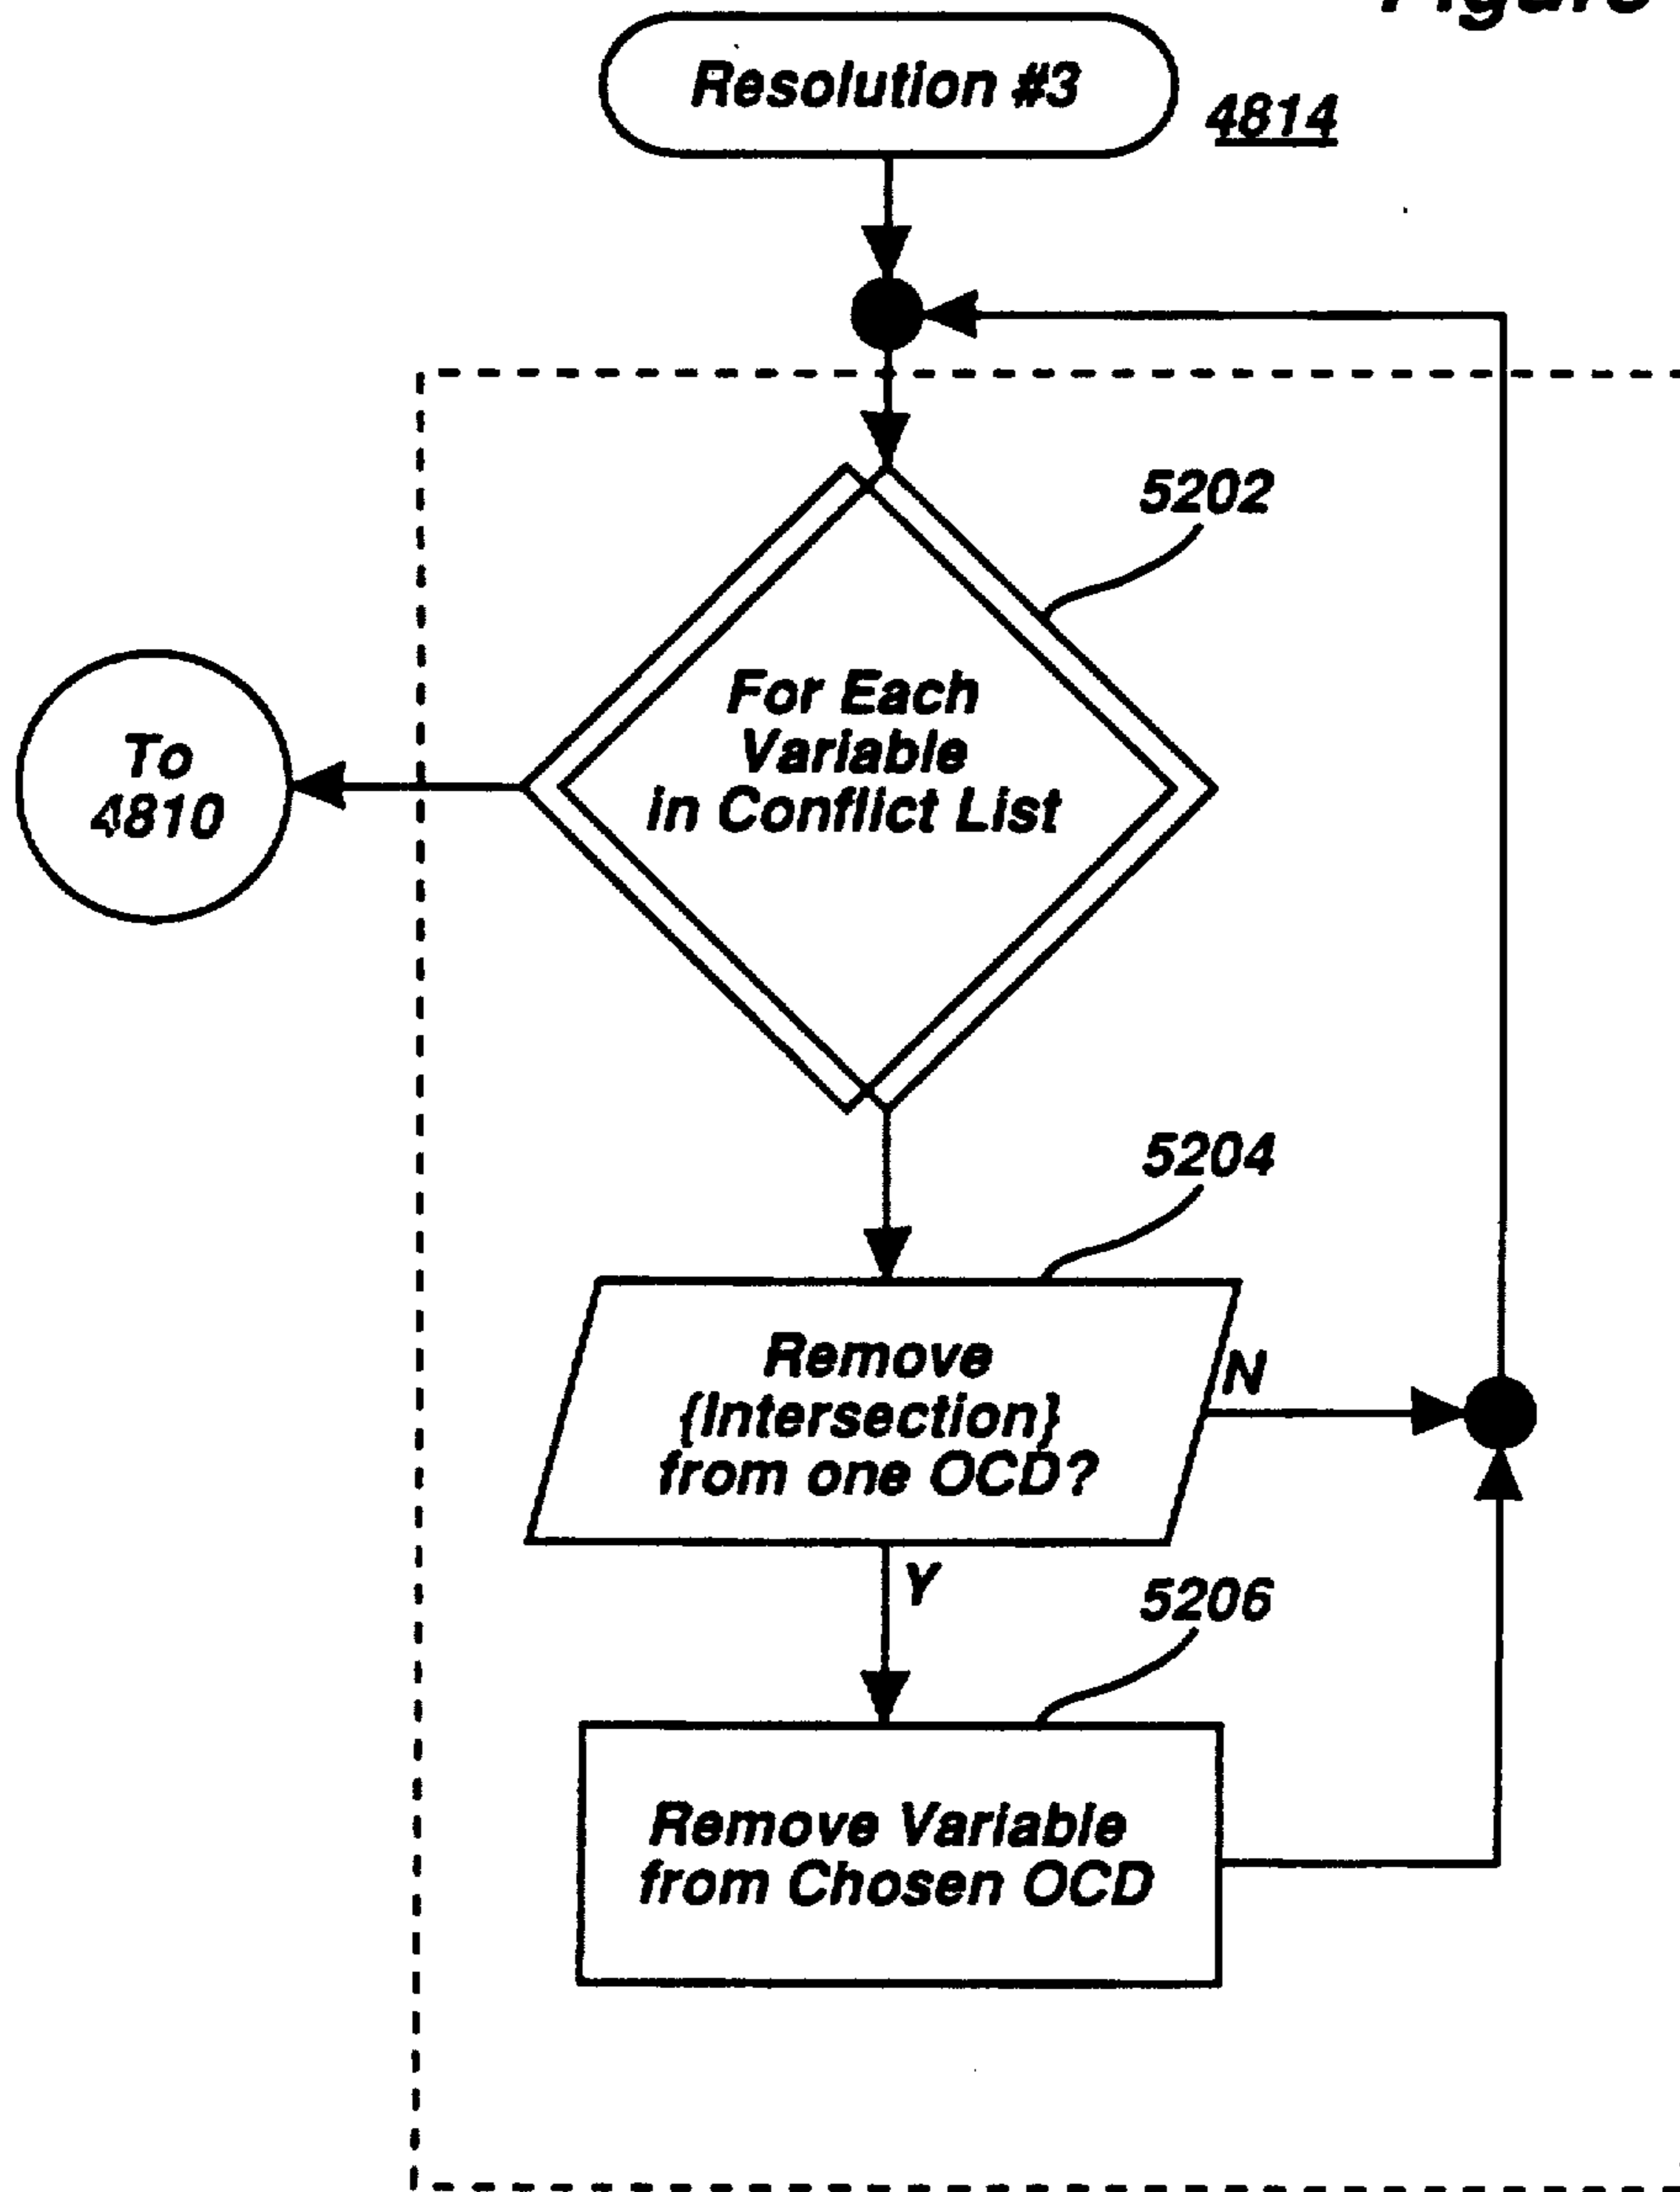 Figure
Resolution #3
4814
5202
For Each
Variable
in Conflict List
To
4810
5204
Remove
{Intersection}
from one OCD?
N
Y
5206
Remove Variable
from Chosen OCD